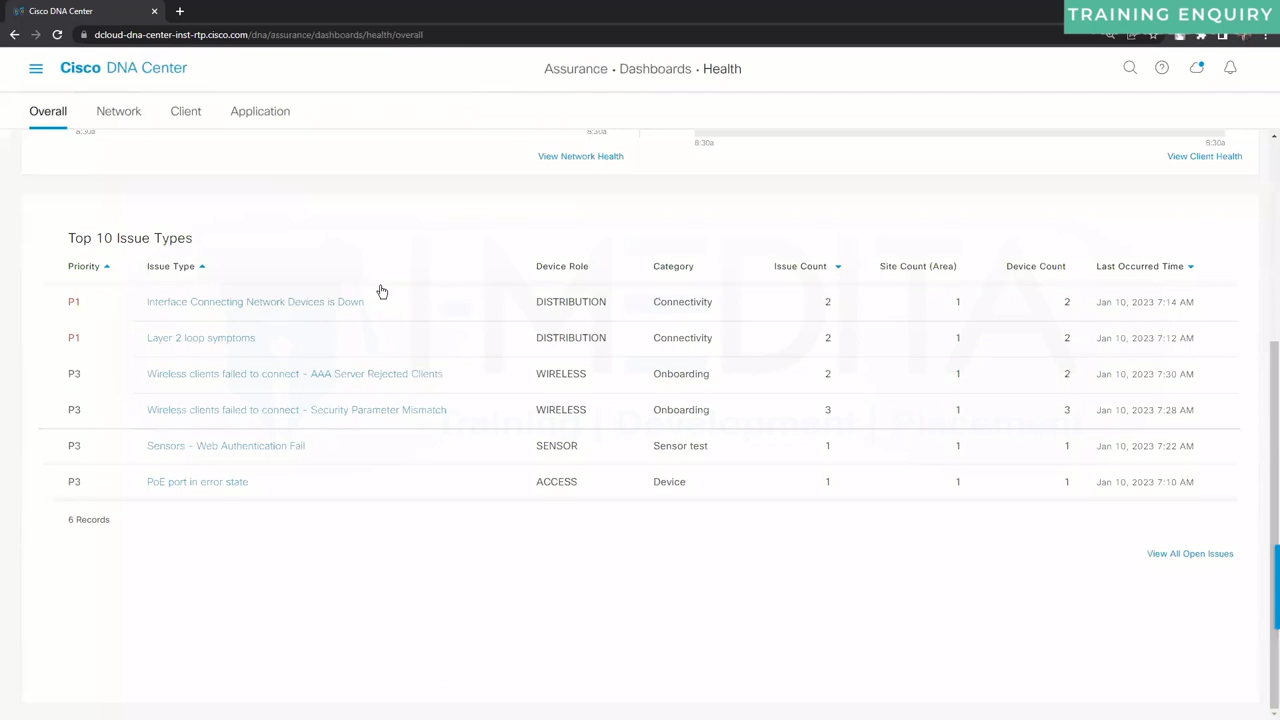 Cisco DNA Center
TRAINING ENQUIRY
dcloud-dna-center-inst-rtp.cisco.com/dna/assurance/dashboards/health/overall
Cisco DNA Center
Assurance • Dashboards • Health
Overall Network Client Application
8:30a 8:30a 8:30a 8:30a
View Network Health View Client Health
Top 10 Issue Types
Priority Issue Type Device Role Category Issue Count Site Count (Area) Device Count Last Occurred Time
P1 Interface Connecting Network Devices is Down DISTRIBUTION Connectivity 2 1 2 Jan 10, 2023 7:14 AM
P1 Layer 2 loop symptoms DISTRIBUTION Connectivity 2 1 2 Jan 10, 2023 7:12 AM
P3 Wireless clients failed to connect - AAA Server Rejected Clients WIRELESS Onboarding 2 1 2 Jan 10, 2023 7:30 AM
P3 Wireless clients failed to connect - Security Parameter Mismatch WIRELESS Onboarding 3 1 3 Jan 10, 2023 7:28 AM
P3 Sensors - Web Authentication Fail SENSOR Sensor test 1 1 1 Jan 10, 2023 7:22 AM
P3 PoE port in error state ACCESS Device 1 1 1 Jan 10, 2023 7:10 AM
6 Records
View All Open Issues
I-MEDITA
Training | Development | Placement